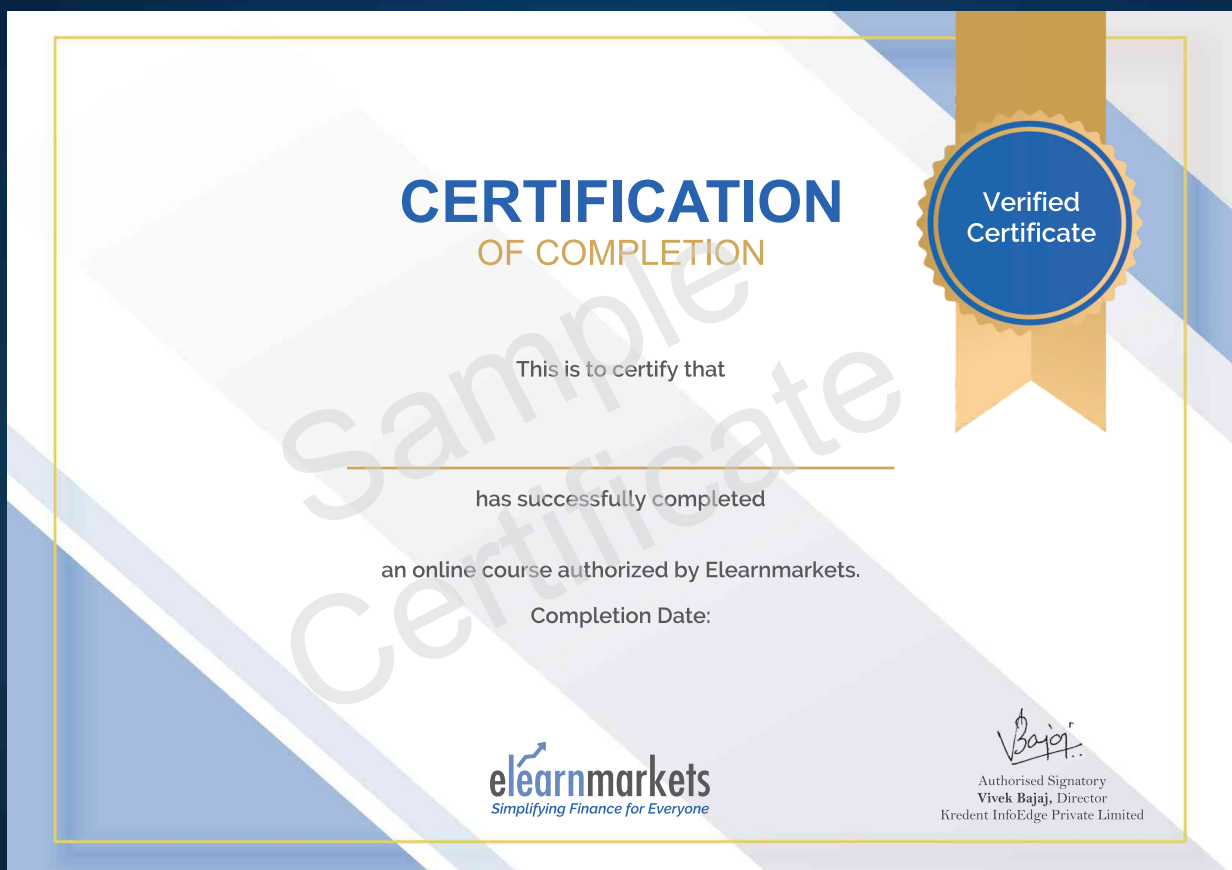 CERTIFICATION
OF COMPLETION
Verified
Certificate
Sample
Certificate
This is to certify that
has successfully completed
an online course authorized by Elearnmarkets.
Completion Date:
elearnmarkets
Simplifying Finance for Everyone
VBajaj
Authorised Signatory
Vivek Bajaj, Director
Kredent InfoEdge Private Limited